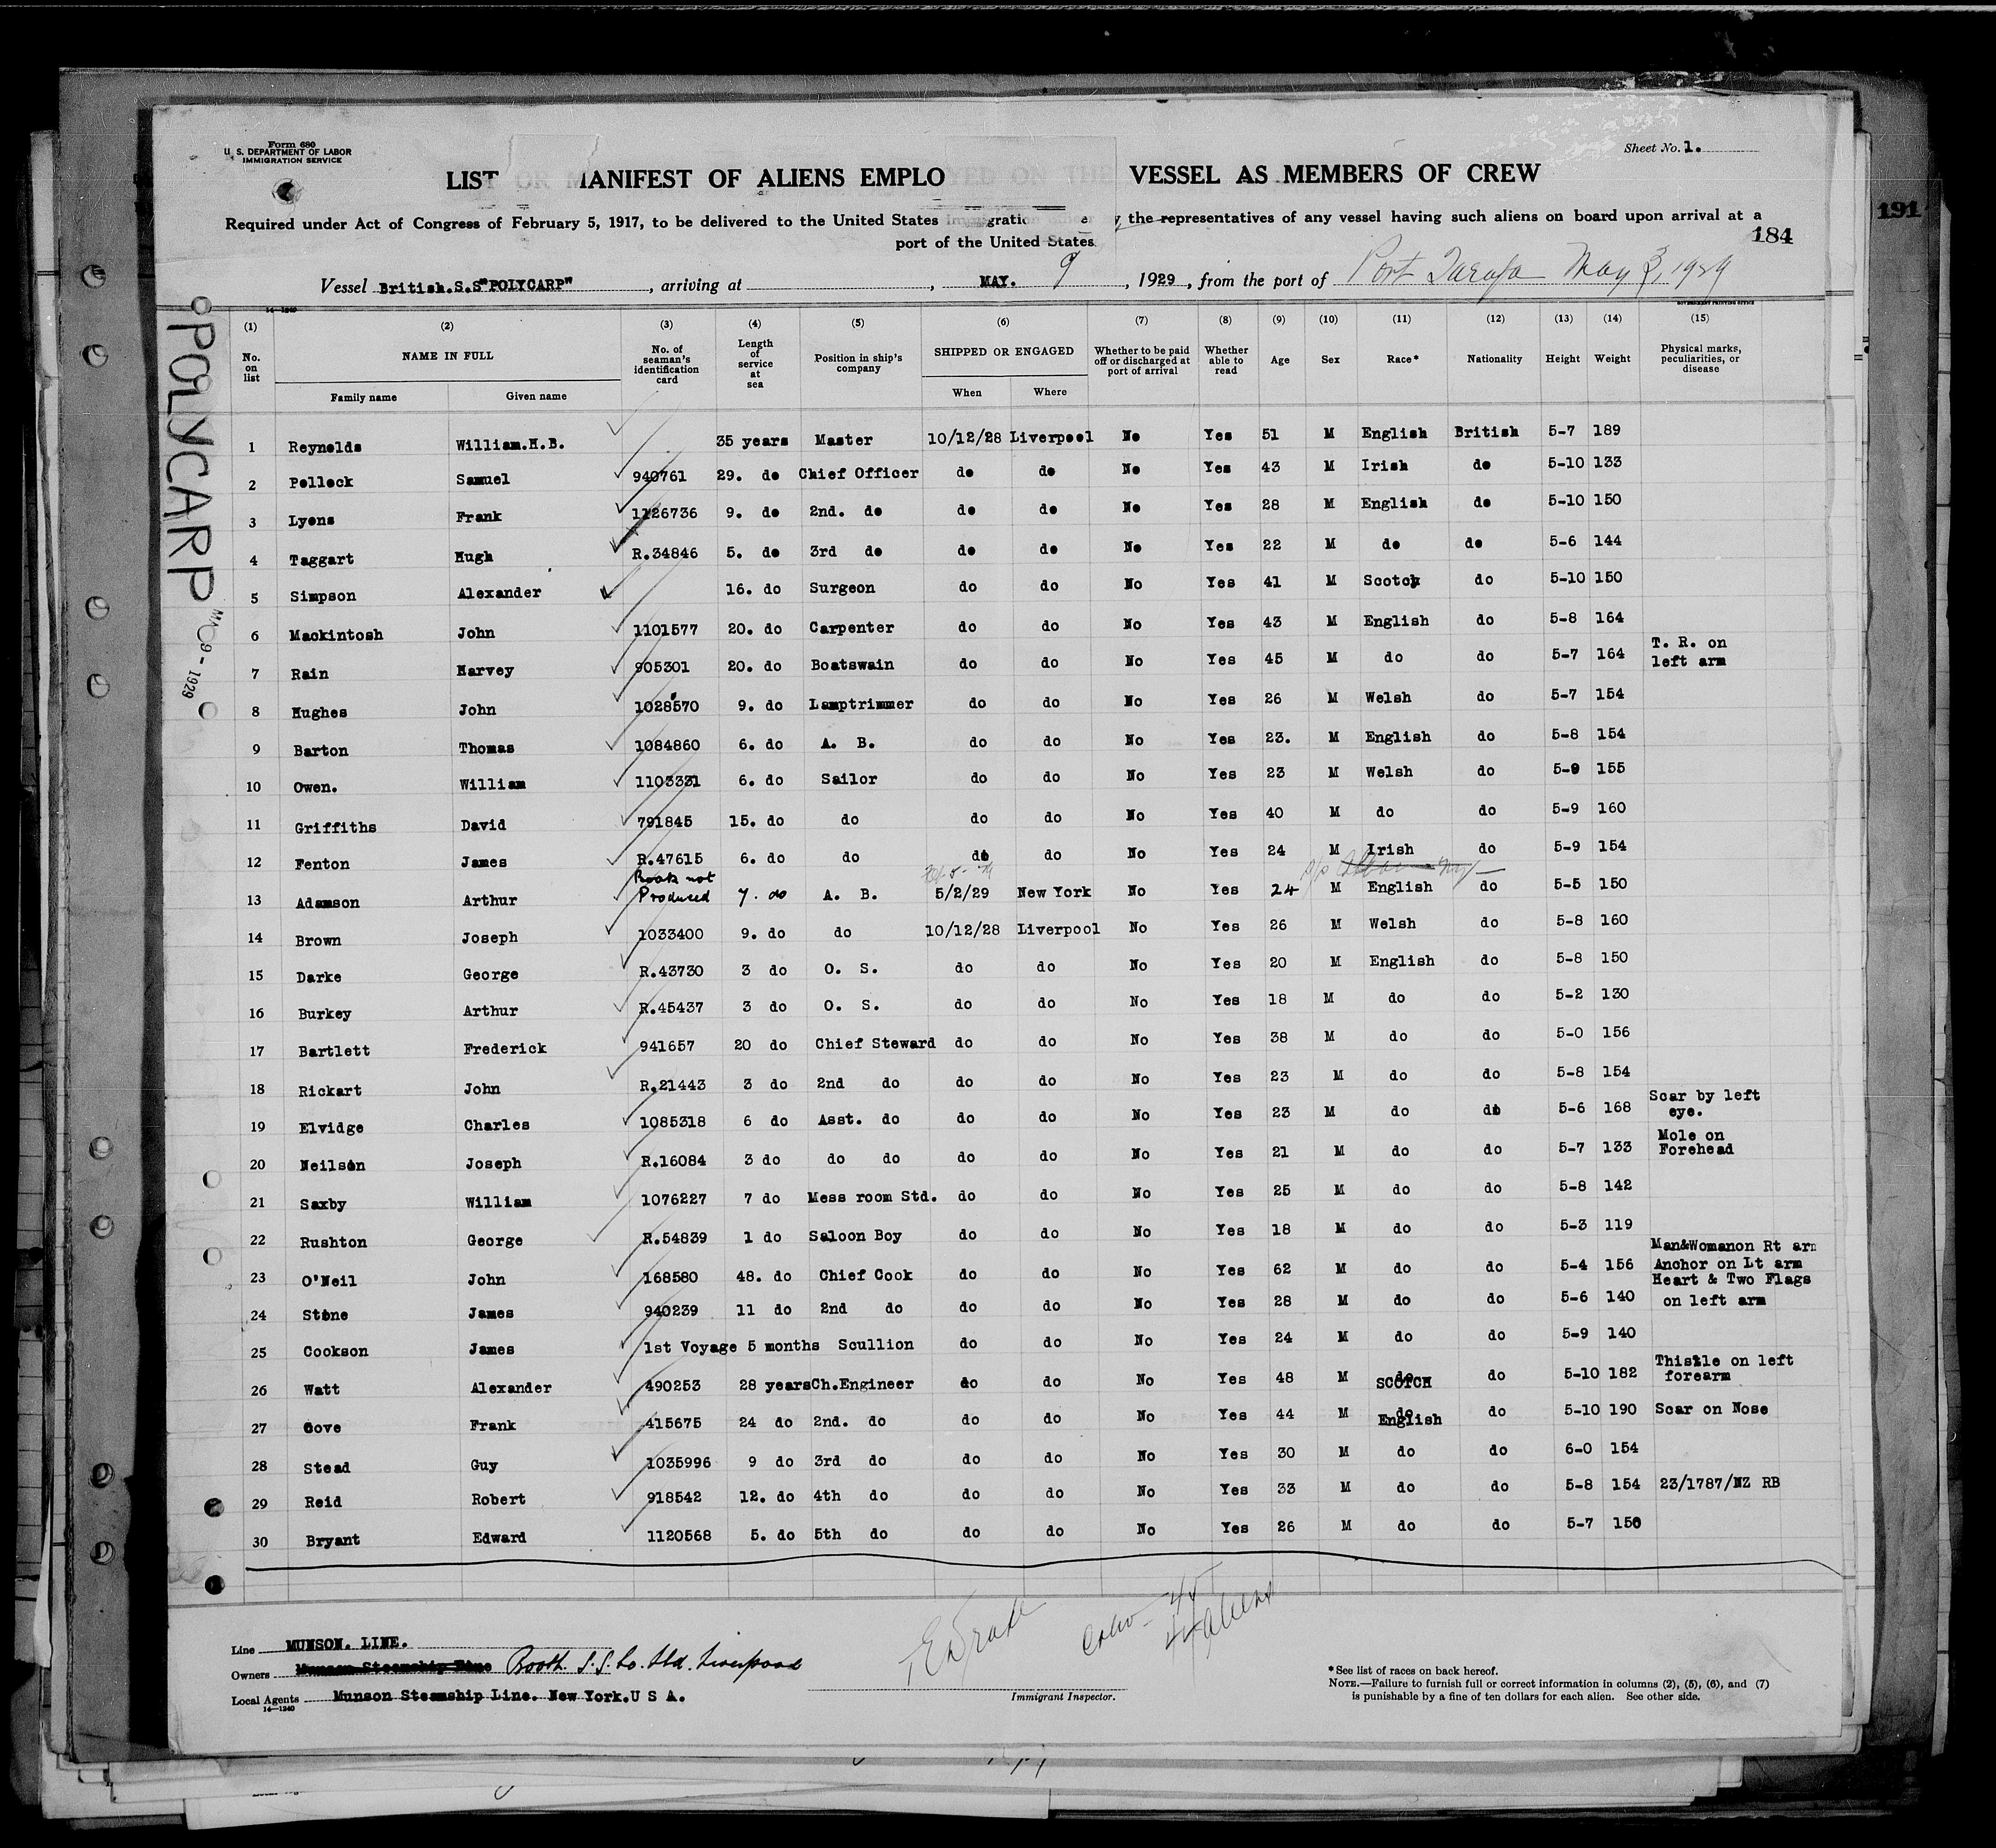 Form 680
U. S. DEPARTMENT OF LABOR
IMMIGRATION SERVICE
Sheet No. 1.
LIST OR MANIFEST OF ALIENS EMPLOYED ON THE VESSEL AS MEMBERS OF CREW
Required under Act of Congress of February 5, 1917, to be delivered to the United States Immigration officer by the representatives of any vessel having such aliens on board upon arrival at a
port of the United States
184
191
Vessel British.S.S"POLYCARP", arriving at , MAY. 9, 1929, from the port of Port Tarafa May 3, 1929
14-1240
GOVERNMENT PRINTING OFFICE
POLYCARP
MAY 9 - 1929
(1) (2) (3) (4) (5) (6) (7) (8) (9) (10) (11) (12) (13) (14) (15)
No. on list NAME IN FULL No. of seaman's identification card Length of service at sea Position in ship's company SHIPPED OR ENGAGED Whether to be paid off or discharged at port of arrival Whether able to read Age Sex Race* Nationality Height Weight Physical marks, peculiarities, or disease
Family name Given name When Where
1 Reynolds William.H.B. 35 years Master 10/12/28 Liverpool No Yes 51 M English British 5-7 189
2 Pollock Samuel 940761 29. do Chief Officer do do No Yes 43 M Irish do 5-10 133
3 Lyons Frank 1126736 9. do 2nd. do do do No Yes 28 M English do 5-10 150
4 Taggart Hugh R.34846 5. do 3rd do do do No Yes 22 M do do 5-6 144
5 Simpson Alexander 16. do Surgeon do do No Yes 41 M Scotch do 5-10 150
6 Mackintosh John 1101577 20. do Carpenter do do No Yes 43 M English do 5-8 164
7 Rain Harvey 905301 20. do Boatswain do do No Yes 45 M do do 5-7 164 T. R. on left arm
8 Hughes John 1028570 9. do Lamptrimmer do do No Yes 26 M Welsh do 5-7 154
9 Barton Thomas 1084860 6. do A. B. do do No Yes 23. M English do 5-8 154
10 Owen. William 1103331 6. do Sailor do do No Yes 23 M Welsh do 5-9 155
11 Griffiths David 791845 15. do do do do No Yes 40 M do do 5-9 160
12 Fenton James R.47615 6. do do do do No Yes 24 M Irish do 5-9 154
13 Adamson Arthur Book not Produced 7. do A. B. 5/2/29 New York No Yes 24 M English do 5-5 150
14 Brown Joseph 1033400 9. do do 10/12/28 Liverpool No Yes 26 M Welsh do 5-8 160
15 Darke George R.43730 3 do O. S. do do No Yes 20 M English do 5-8 150
16 Burkey Arthur R.45437 3 do O. S. do do No Yes 18 M do do 5-2 130
17 Bartlett Frederick 941657 20 do Chief Steward do do No Yes 38 M do do 5-0 156
18 Rickart John R.21443 3 do 2nd do do do No Yes 23 M do do 5-8 154
19 Elvidge Charles 1085318 6 do Asst. do do do No Yes 23 M do do 5-6 168 Scar by left eye.
20 Neilson Joseph R.16084 3 do do do do do No Yes 21 M do do 5-7 133 Mole on Forehead
21 Saxby William 1076227 7 do Mess room Std. do do No Yes 25 M do do 5-8 142
22 Rushton George R.54839 1 do Saloon Boy do do No Yes 18 M do do 5-3 119
23 O'Neil John 168580 48. do Chief Cook do do No Yes 62 M do do 5-4 156 Man&Womanon Rt arm Anchor on Lt arm
24 Stone James 940239 11 do 2nd do do do No Yes 28 M do do 5-6 140 Heart & Two Flags on left arm
25 Cookson James 1st Voyage 5 months Scullion do do No Yes 24 M do do 5-9 140
26 Watt Alexander 490253 28 years Ch.Engineer do do No Yes 48 M SCOTCH do 5-10 182 Thistle on left forearm
27 Cove Frank 415675 24 do 2nd. do do do No Yes 44 M English do 5-10 190 Scar on Nose
28 Stead Guy 1035996 9 do 3rd do do do No Yes 30 M do do 6-0 154
29 Reid Robert 918542 12. do 4th do do do No Yes 33 M do do 5-8 154 23/1787/NZ RB
30 Bryant Edward 1120568 5. do 5th do do do No Yes 26 M do do 5-7 150
Line MUNSON. LINE.
Owners Munson Steamship Line Booth S.S. Co. Ltd. Liverpool
Local Agents Munson Steamship Line. New York.U S A.
14-1240
Immigrant Inspector.
45
44 aliens
*See list of races on back hereof.
NOTE.—Failure to furnish full or correct information in columns (2), (5), (6), and (7)
is punishable by a fine of ten dollars for each alien. See other side.